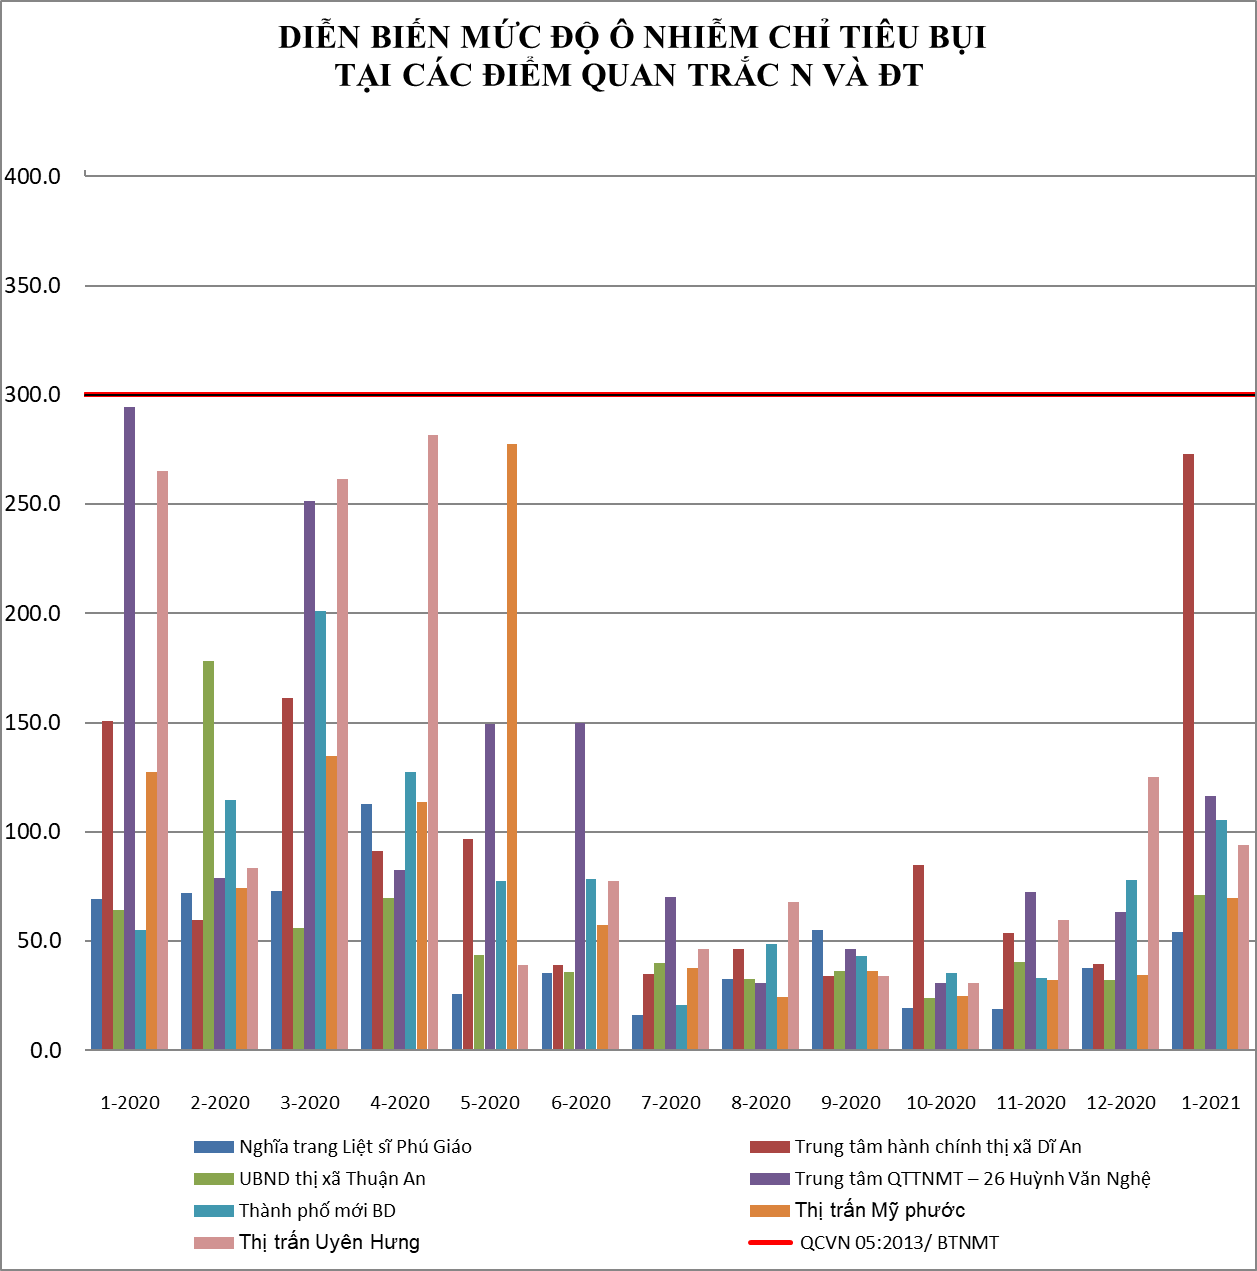 DIỄN BIẾN MỨC ĐỘ Ô NHIỄM CHỈ TIÊU BỤI
TẠI CÁC ĐIỂM QUAN TRẮC N VÀ ĐT
400.0
350.0
300.0
250.0
200.0
150.0
100.0
50.0
0.0
1-2020 2-2020 3-2020 4-2020 5-2020 6-2020 7-2020 8-2020 9-2020 10-2020 11-2020 12-2020 1-2021
Nghĩa trang Liệt sĩ Phú Giáo
Trung tâm hành chính thị xã Dĩ An
UBND thị xã Thuận An
Trung tâm QTTNMT – 26 Huỳnh Văn Nghệ
Thành phố mới BD
Thị trấn Mỹ phước
Thị trấn Uyên Hưng
QCVN 05:2013/ BTNMT